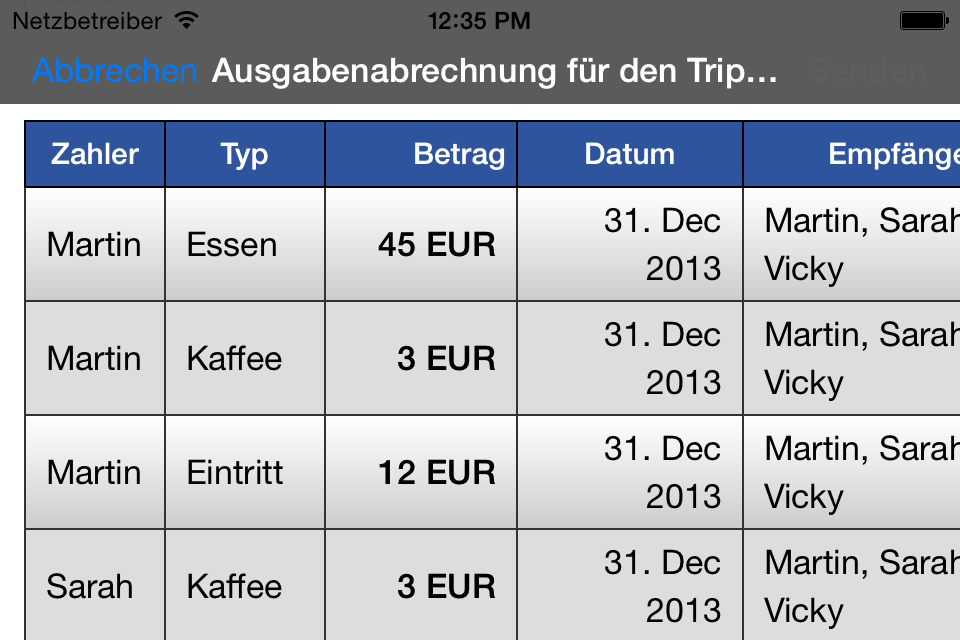 Netzbetreiber 12:35 PM
Abbrechen Ausgabenabrechnung für den Trip... Senden
Zahler Typ Betrag Datum Empfänge
Martin Essen 45 EUR 31. Dec 2013 Martin, Sarah Vicky
Martin Kaffee 3 EUR 31. Dec 2013 Martin, Sarah Vicky
Martin Eintritt 12 EUR 31. Dec 2013 Martin, Sarah Vicky
Sarah Kaffee 3 EUR 31. Dec 2013 Martin, Sarah Vicky